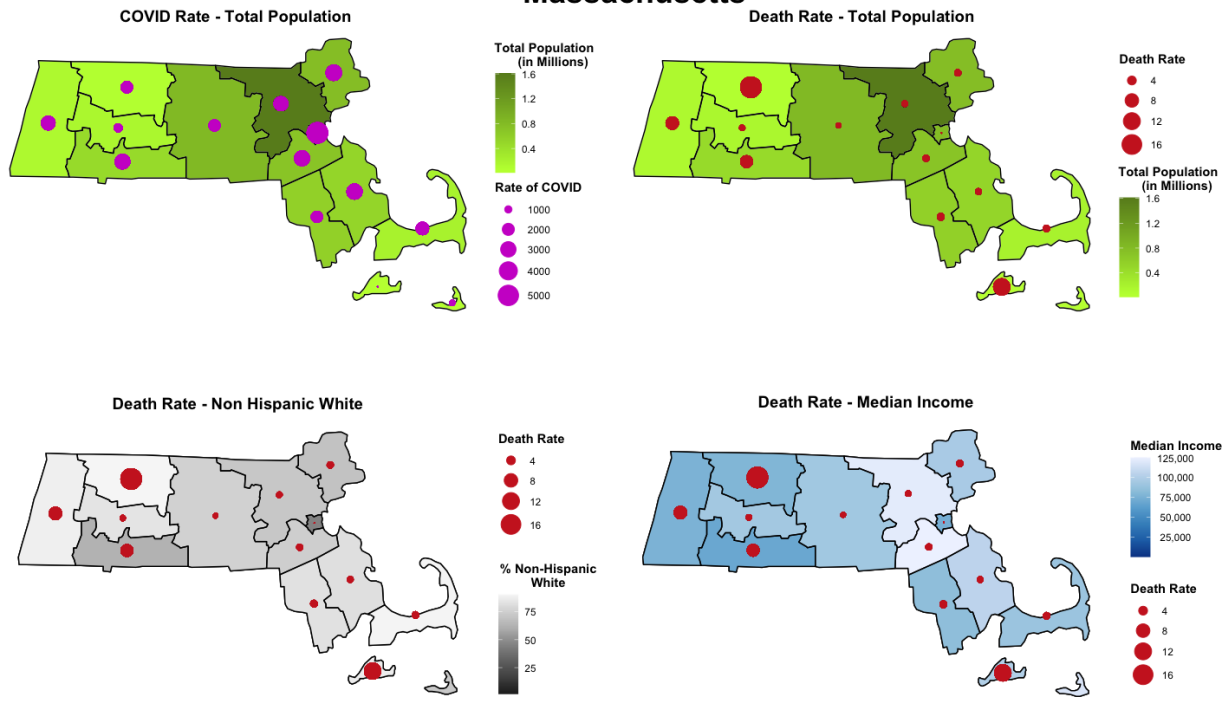 Massachusetts
COVID Rate - Total Population
Total Population
(in Millions)
1.6
1.2
0.8
0.4
Rate of COVID
1000
2000
3000
4000
5000
Death Rate - Total Population
Death Rate
4
8
12
16
Total Population
(in Millions)
1.6
1.2
0.8
0.4
Death Rate - Non Hispanic White
Death Rate
4
8
12
16
% Non-Hispanic
White
75
50
25
Death Rate - Median Income
Median Income
125,000
100,000
75,000
50,000
25,000
Death Rate
4
8
12
16